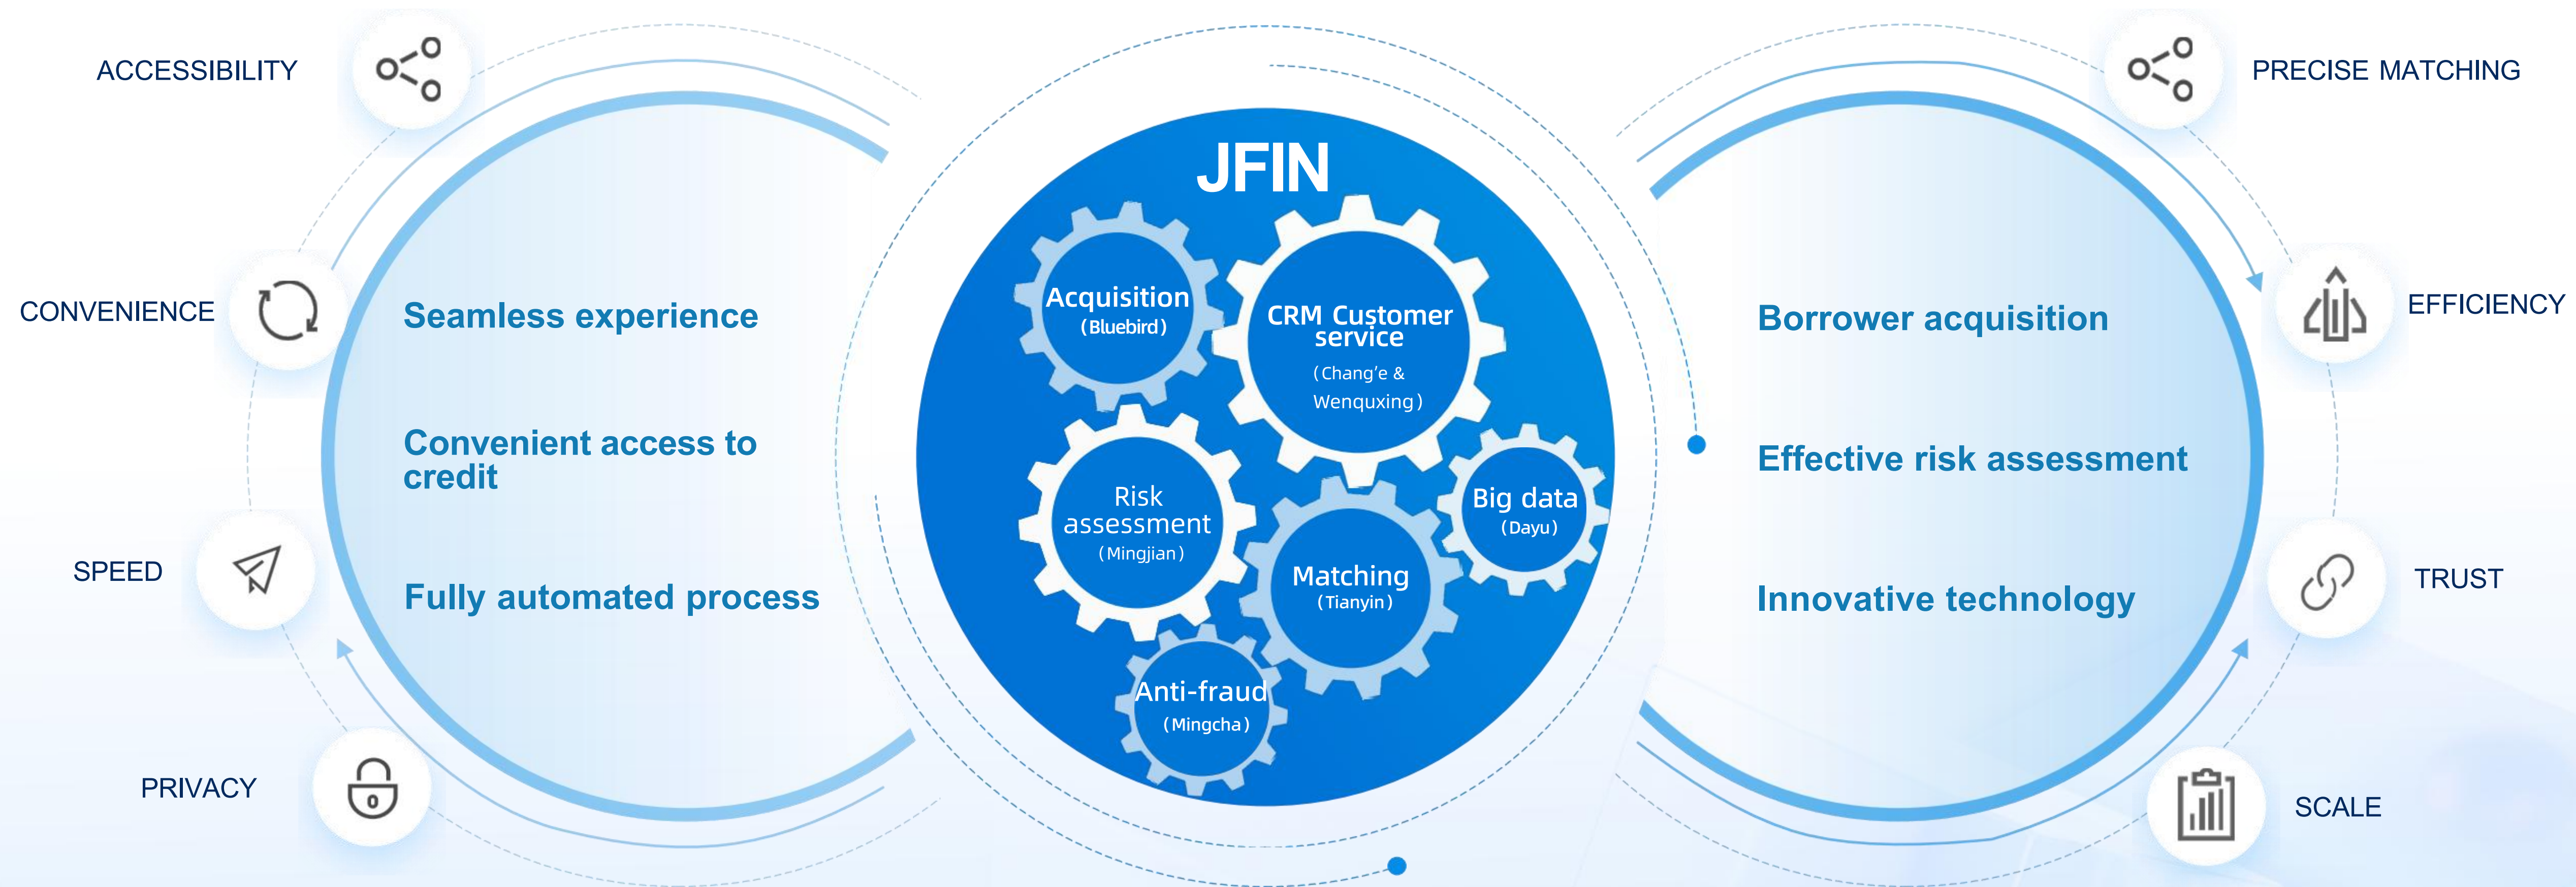 ACCESSIBILITY
CONVENIENCE
SPEED
PRIVACY
Seamless experience
Convenient access to
credit
Fully automated process
JFIN
Acquisition
(Bluebird)
CRM Customer
service
(Chang’e &
Wenquxing)
Risk
assessment
(Mingjian)
Big data
(Dayu)
Matching
(Tianyin)
Anti-fraud
(Mingcha)
Borrower acquisition
Effective risk assessment
Innovative technology
PRECISE MATCHING
EFFICIENCY
TRUST
SCALE